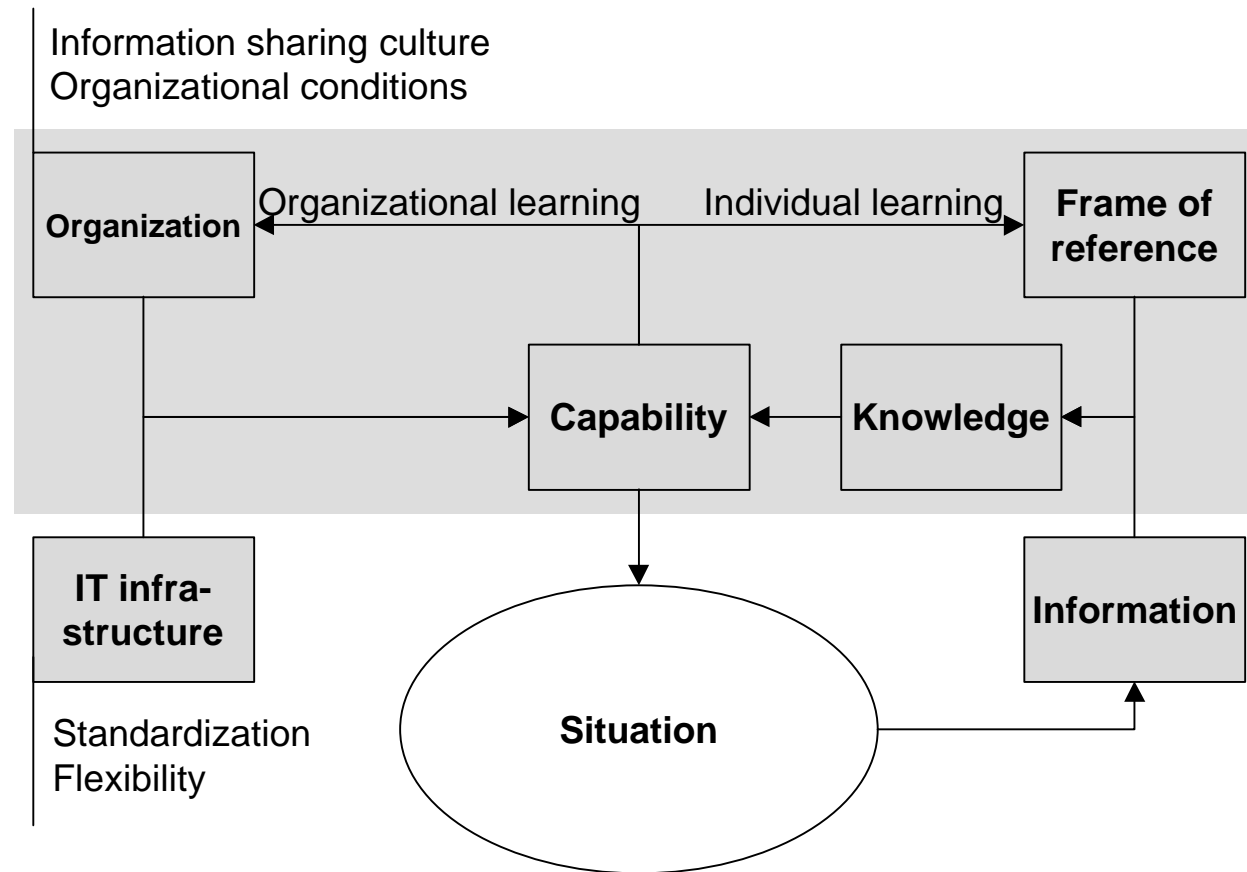 Information sharing culture
Organizational conditions
Organization
Organizational learning
Individual learning
Frame of
reference
Capability
Knowledge
IT infra-
structure
Information
Situation
Standardization
Flexibility